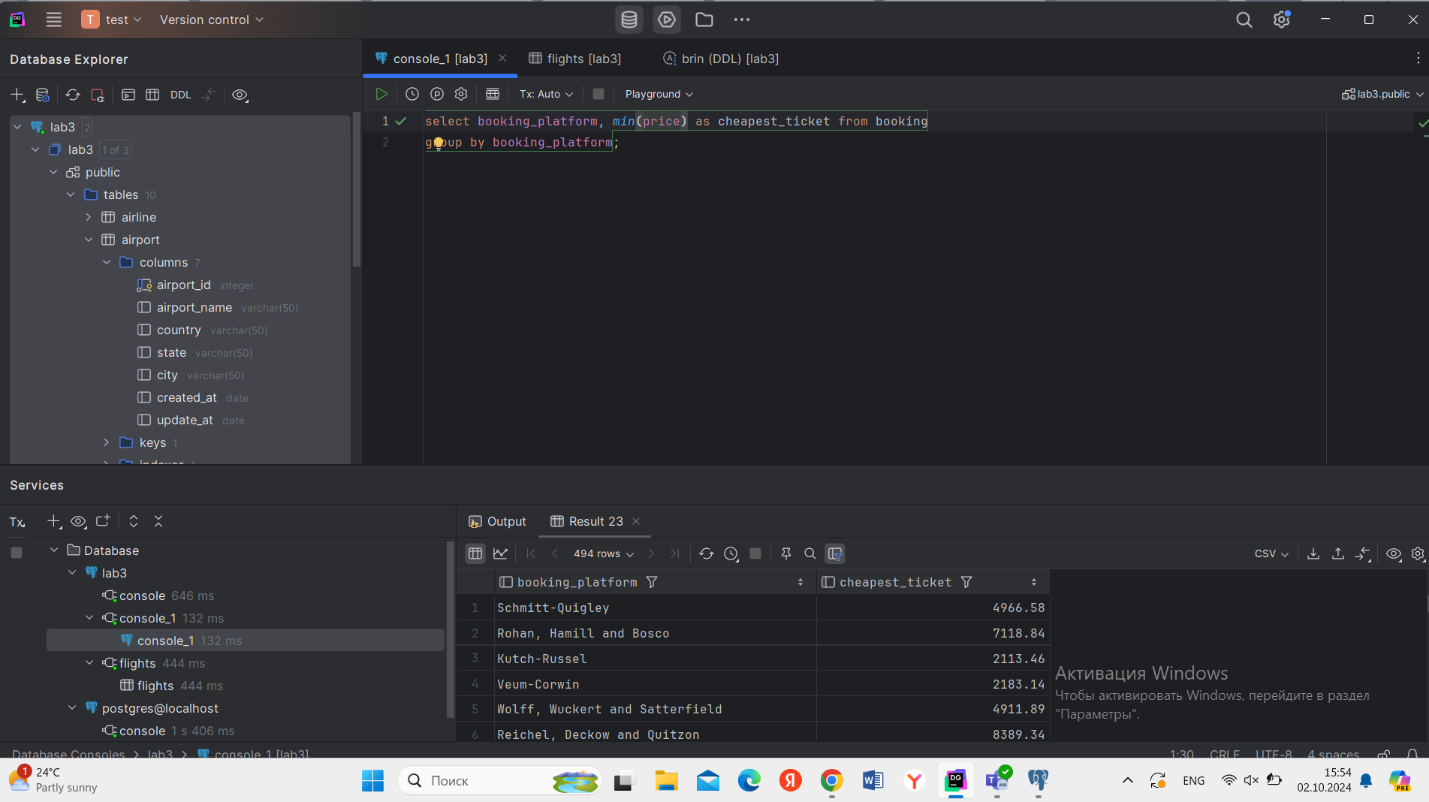 T test Version control
Database Explorer
console_1 [lab3] flights [lab3] brin (DDL) [lab3]
DDL
Tx: Auto Playground lab3.public
lab3 2
lab3 1 of 3
public
tables 10
airline
airport
columns 7
airport_id integer
airport_name varchar(50)
country varchar(50)
state varchar(50)
city varchar(50)
created_at date
update_at date
keys 1
indexes
1 select booking_platform, min(price) as cheapest_ticket from booking
2 group by booking_platform;
Services
Tx
Output Result 23
494 rows CSV
Database
lab3
console 646 ms
console_1 132 ms
console_1 132 ms
flights 444 ms
flights 444 ms
postgres@localhost
console 1 s 406 ms
booking_platform cheapest_ticket
1 Schmitt-Quigley 4966.58
2 Rohan, Hamill and Bosco 7118.84
3 Kutch-Russel 2113.46
4 Veum-Corwin 2183.14
5 Wolff, Wuckert and Satterfield 4911.89
6 Reichel, Deckow and Quitzon 8389.34
Активация Windows
Чтобы активировать Windows, перейдите в раздел
"Параметры".
Database Consoles > lab3 > console_1 [lab3] 1:30 CRLF UTF-8 4 spaces
1 24°C
Partly sunny
Поиск
ENG
15:54
02.10.2024
PRE